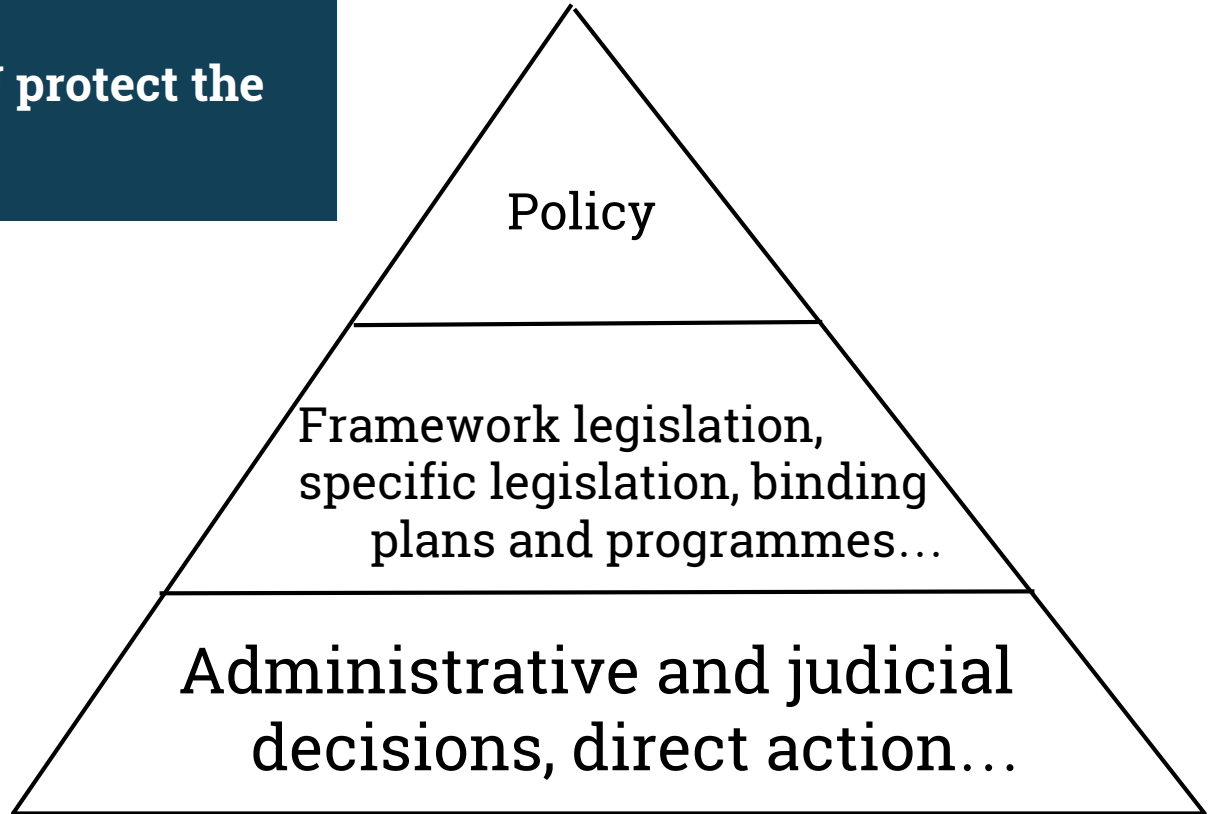 protect the
Policy
Framework legislation,
specific legislation, binding
plans and programmes…
Administrative and judicial
decisions, direct action…